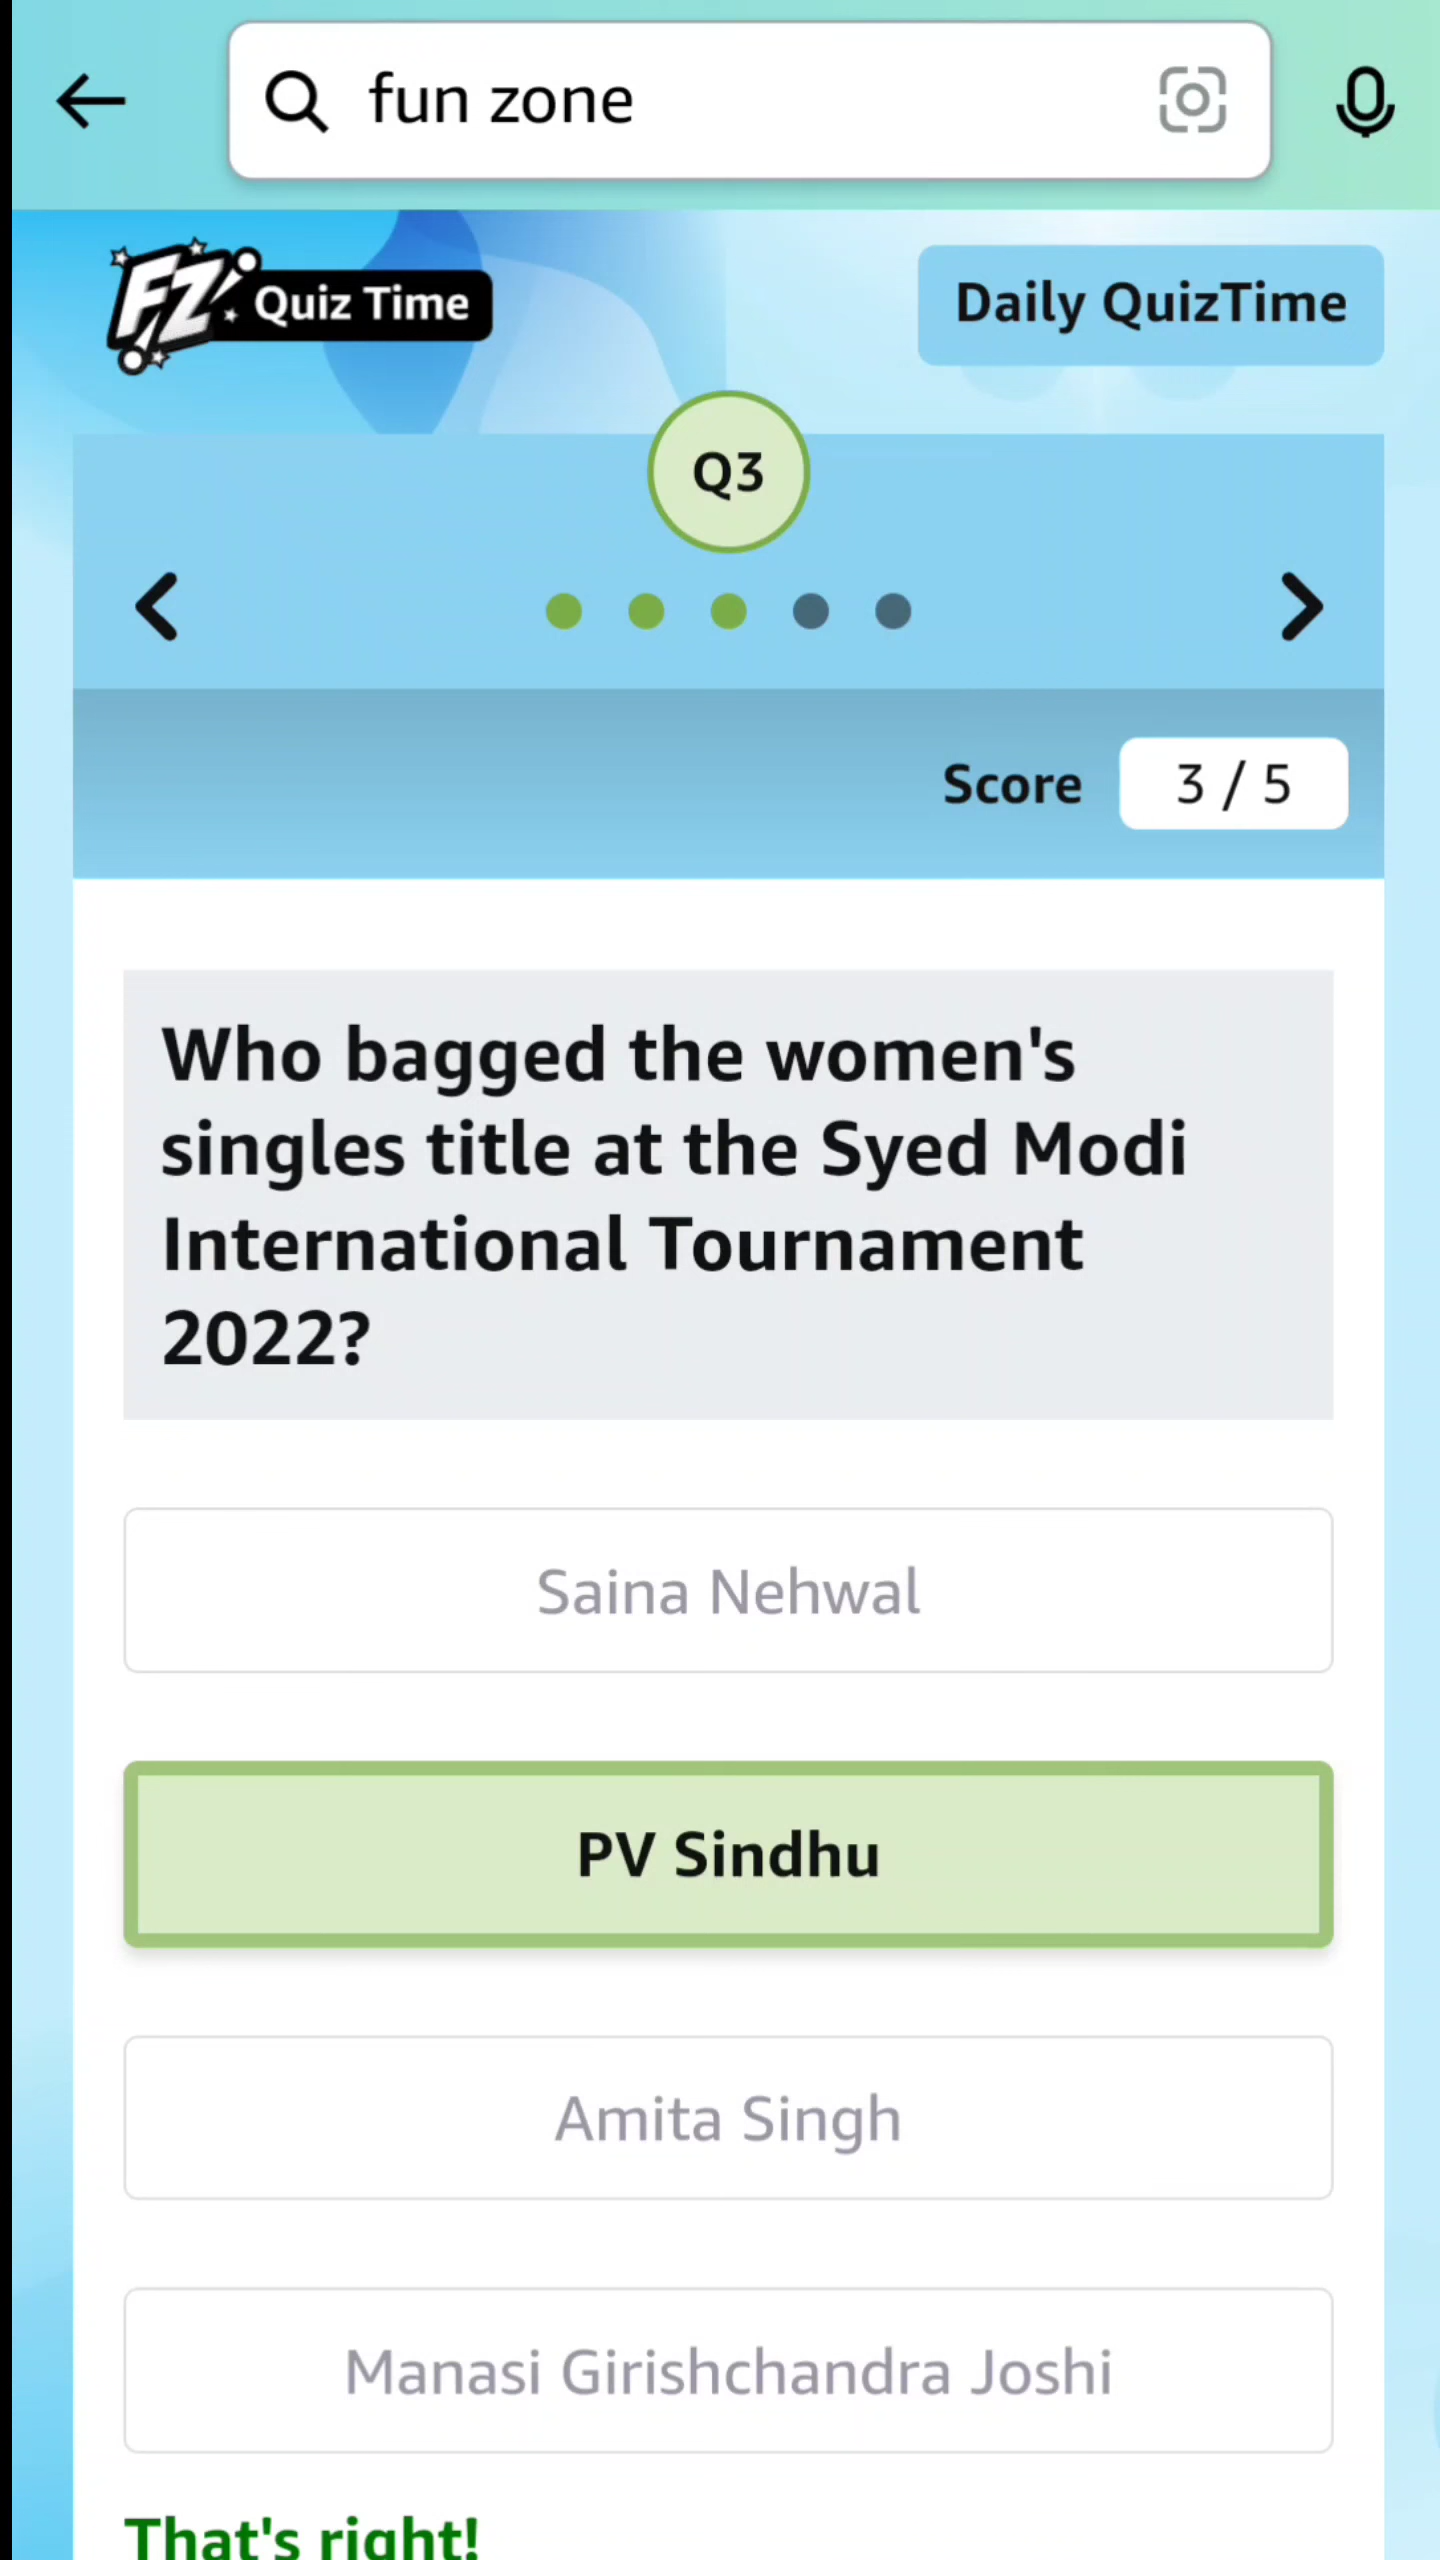 fun zone
FZ Quiz Time
Daily QuizTime
Q3
Score 3 / 5
Who bagged the women's
singles title at the Syed Modi
International Tournament
2022?
Saina Nehwal
PV Sindhu
Amita Singh
Manasi Girishchandra Joshi
That's right!